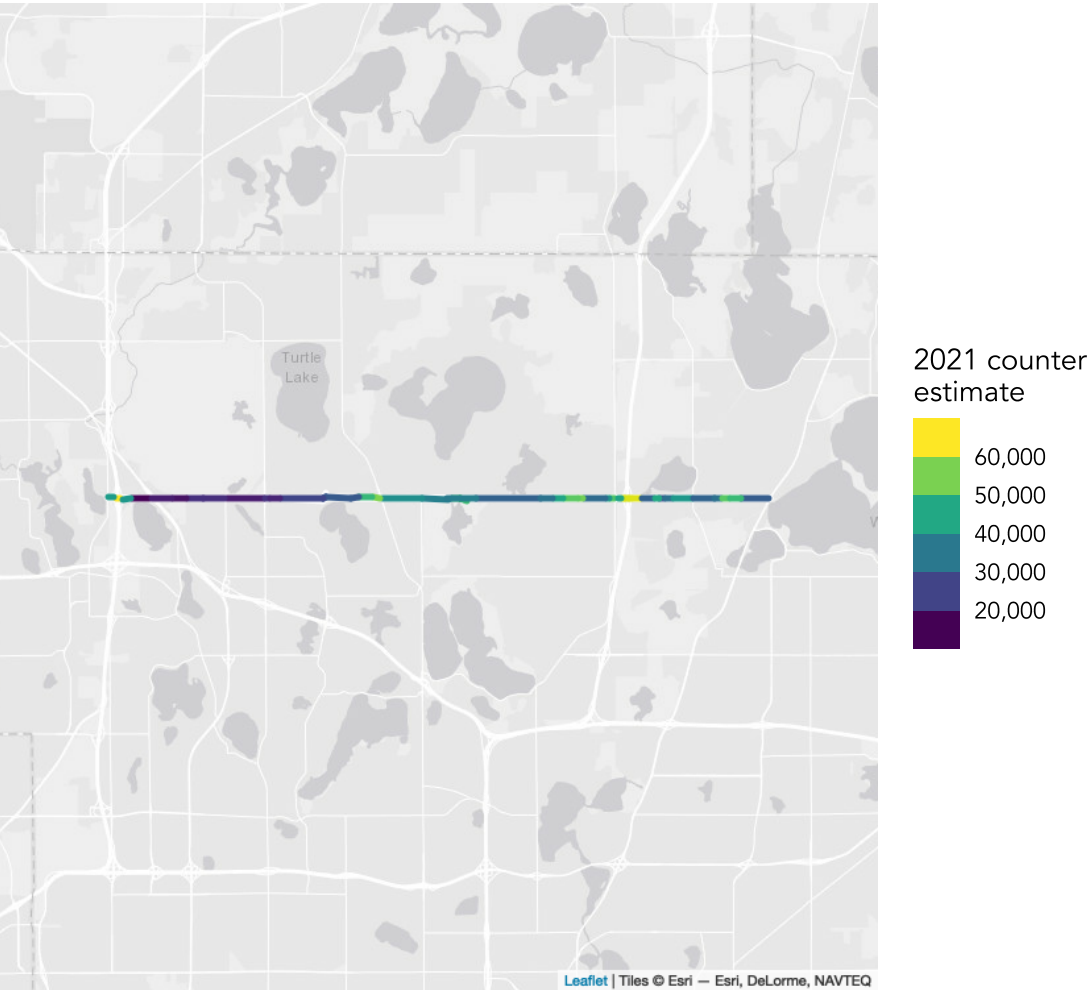 Turtle
Lake
W
2021 counter
estimate
60,000
50,000
40,000
30,000
20,000
Leaflet | Tiles © Esri — Esri, DeLorme, NAVTEQ